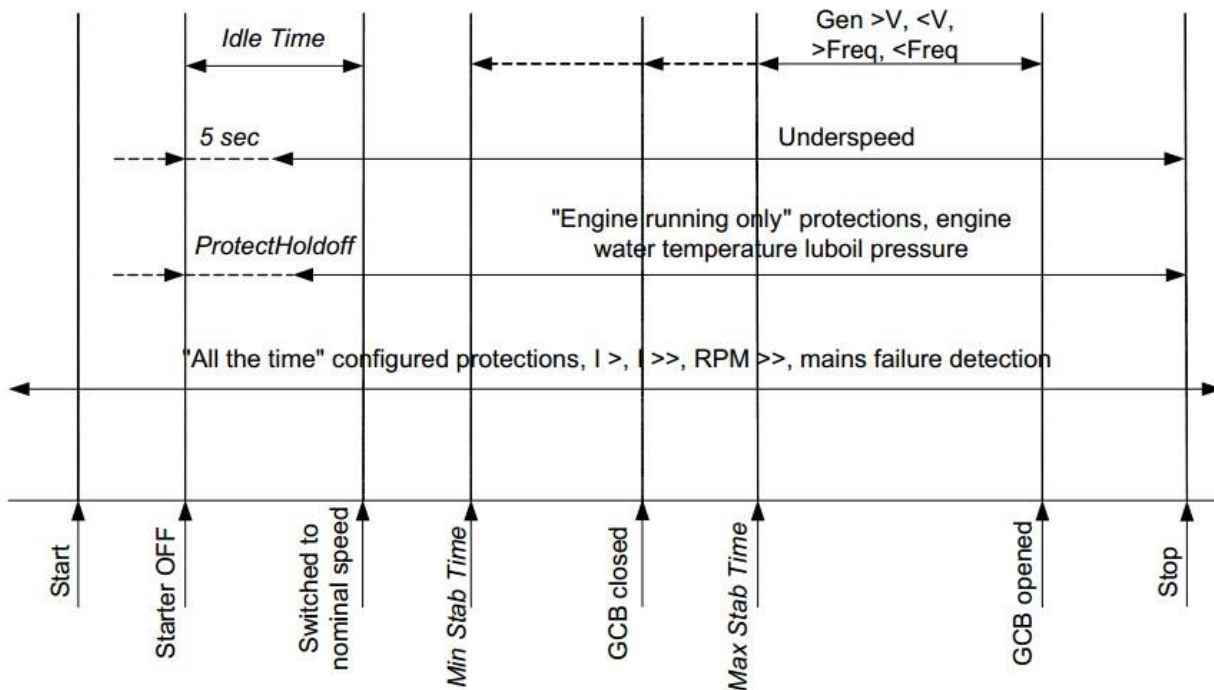 Idle Time
Gen >V, <V,
>Freq, <Freq
5 sec
Underspeed
"Engine running only" protections, engine
water temperature luboil pressure
ProtectHoldoff
"All the time" configured protections, I >, I >>, RPM >>, mains failure detection
Start
Starter OFF
Switched to
nominal speed
Min Stab Time
GCB closed
Max Stab Time
GCB opened
Stop